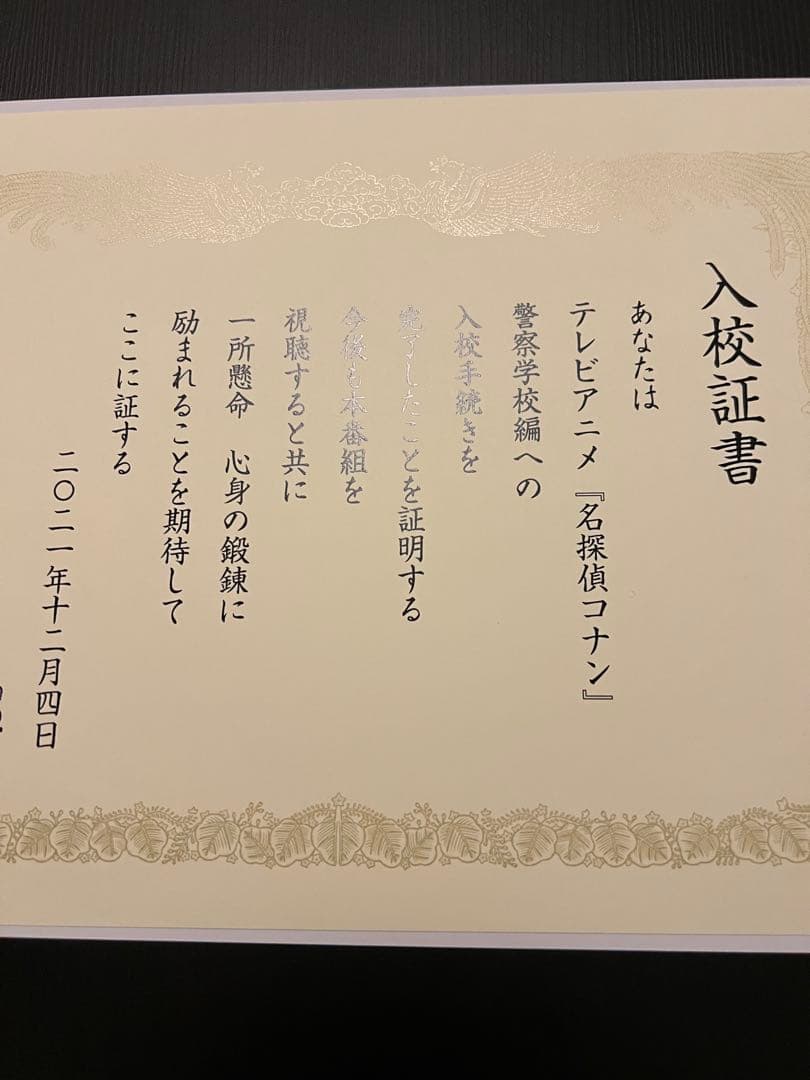 入校証書
あなたは
テレビアニメ『名探偵コナン』
警察学校編への
入校手続きを
完了したことを証明する
今後も本番組を
視聴すると共に
一所懸命　心身の鍛錬に
励まれることを期待して
ここに証する
二〇二一年十二月四日